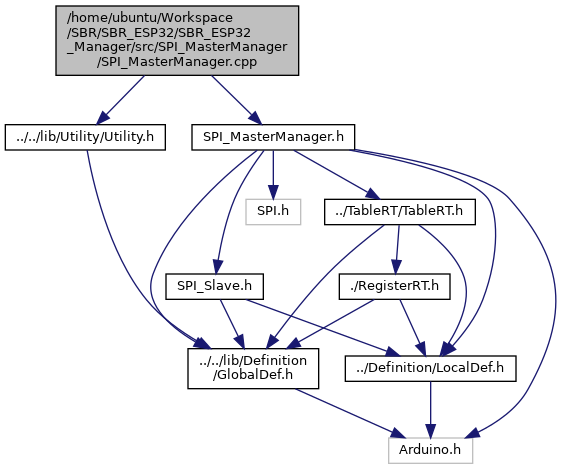 /home/ubuntu/Workspace
/SBR/SBR_ESP32/SBR_ESP32
_Manager/src/SPI_MasterManager
/SPI_MasterManager.cpp
../../lib/Utility/Utility.h
SPI_MasterManager.h
SPI.h
../TableRT/TableRT.h
SPI_Slave.h
./RegisterRT.h
../../lib/Definition
/GlobalDef.h
../Definition/LocalDef.h
Arduino.h